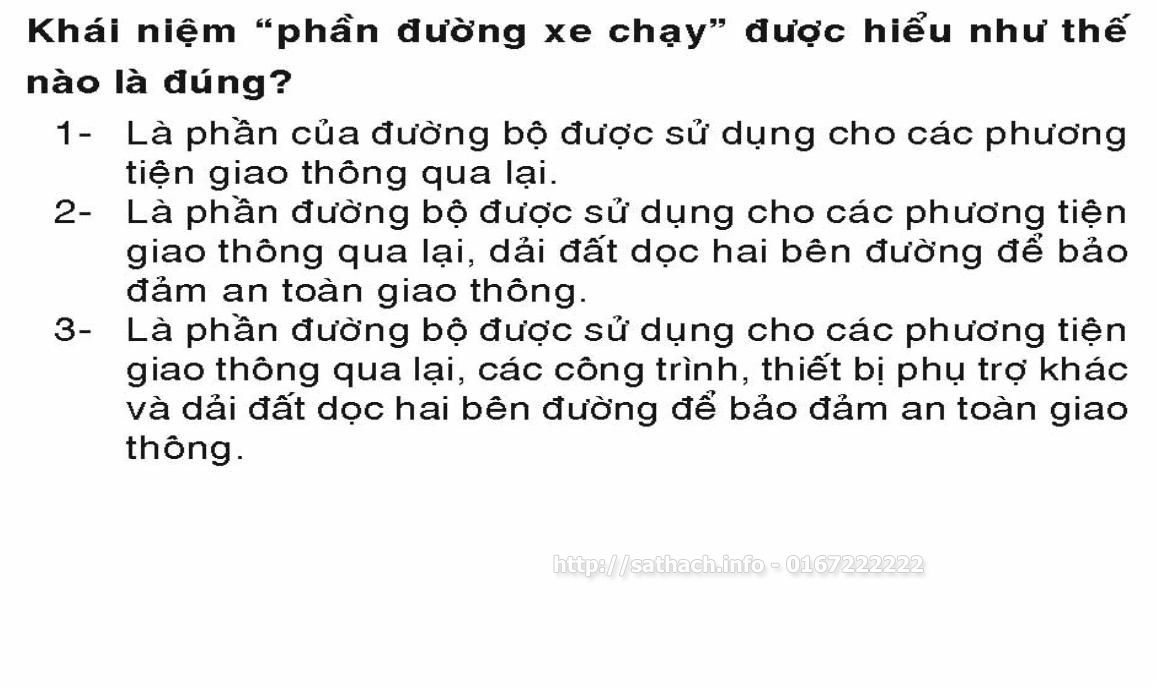 Khái niệm “phần đường xe chạy” được hiểu như thế
nào là đúng?
1- Là phần của đường bộ được sử dụng cho các phương
tiện giao thông qua lại.
2- Là phần đường bộ được sử dụng cho các phương tiện
giao thông qua lại, dải đất dọc hai bên đường để bảo
đảm an toàn giao thông.
3- Là phần đường bộ được sử dụng cho các phương tiện
giao thông qua lại, các công trình, thiết bị phụ trợ khác
và dải đất dọc hai bên đường để bảo đảm an toàn giao
thông.
http://sathach.info - 0167222222